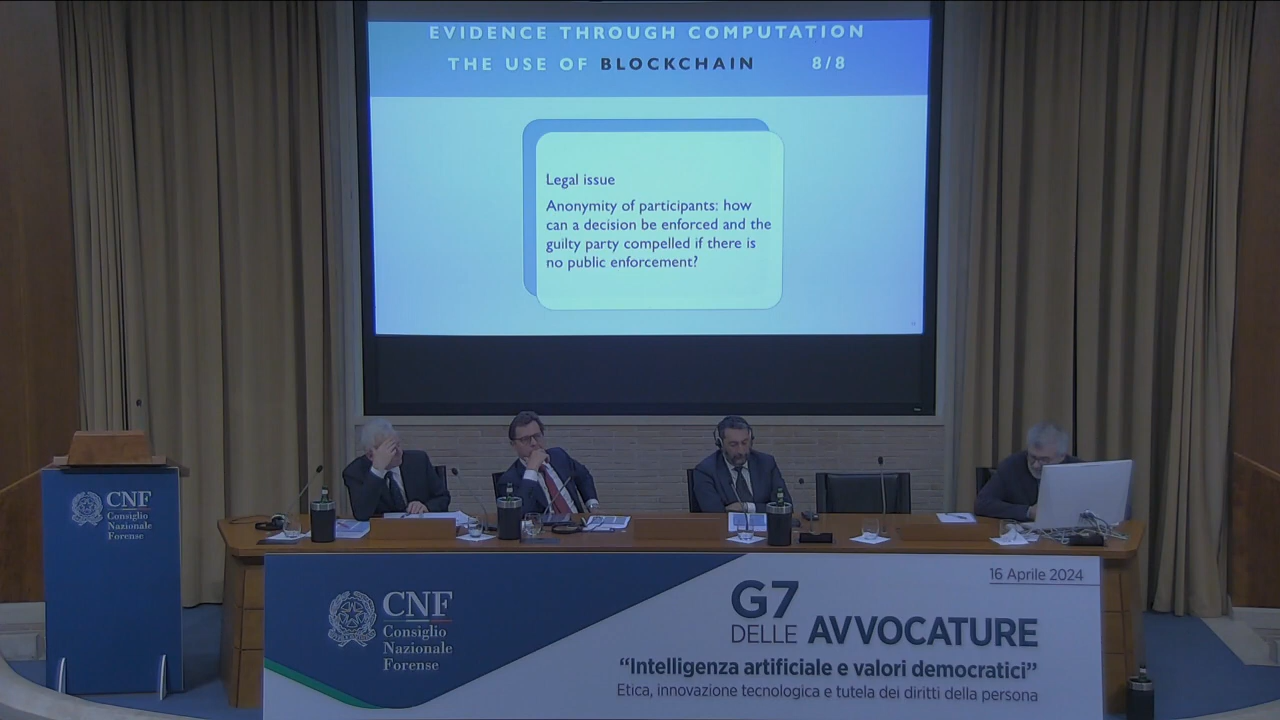 EVIDENCE THROUGH COMPUTATION
THE USE OF BLOCKCHAIN 8/8
Legal issue
Anonymity of participants: how
can a decision be enforced and the
guilty party compelled if there is
no public enforcement?
CNF
Consiglio
Nazionale
Forense
16 Aprile 2024
CNF
Consiglio
Nazionale
Forense
G7
DELLE AVVOCATURE
“Intelligenza artificiale e valori democratici”
Etica, innovazione tecnologica e tutela dei diritti della persona